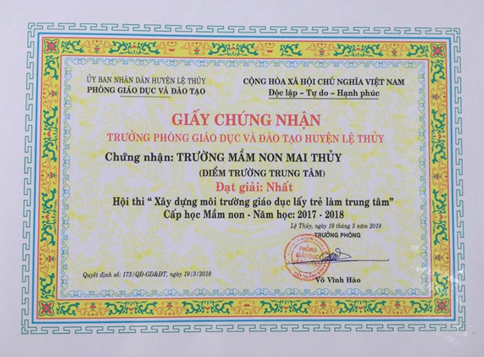 ỦY BAN NHÂN DÂN HUYỆN LỆ THỦY
PHÒNG GIÁO DỤC VÀ ĐÀO TẠO
CỘNG HÒA XÃ HỘI CHỦ NGHĨA VIỆT NAM
Độc lập - Tự do - Hạnh phúc
GIẤY CHỨNG NHẬN
TRƯỞNG PHÒNG GIÁO DỤC VÀ ĐÀO TẠO HUYỆN LỆ THỦY
Chứng nhận: TRƯỜNG MẦM NON MAI THỦY
(ĐIỂM TRƯỜNG TRUNG TÂM)
Đạt giải: Nhất
Hội thi “Xây dựng môi trường giáo dục lấy trẻ làm trung tâm”
Cấp học Mầm non - Năm học: 2017 - 2018
Lệ Thủy, ngày 19 tháng 3 năm 2018
TRƯỞNG PHÒNG
PHÒNG
GIÁO DỤC
Quyết định số: 173/QĐ-GD&ĐT, ngày 19/3/2018
Võ Vĩnh Hào